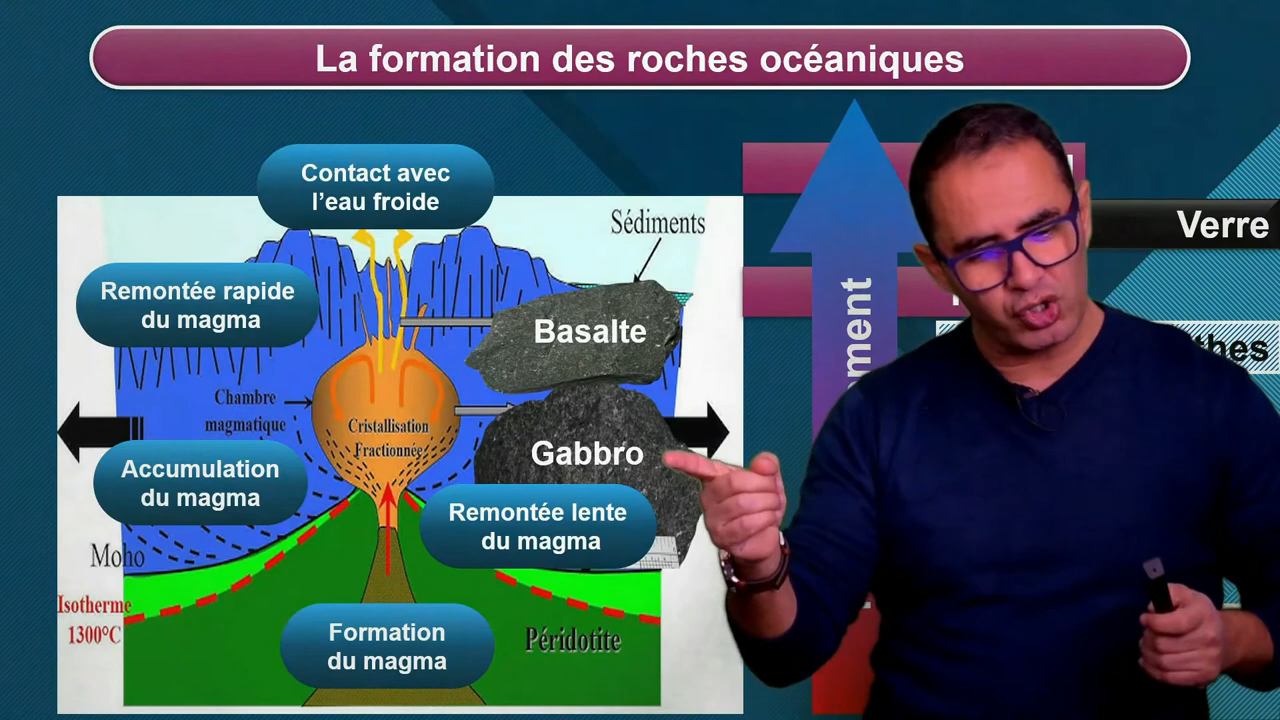 La formation des roches océaniques
Contact avec
l’eau froide
Sédiments
Verre
Remontée rapide
du magma
Basalte
Chambre
magmatique
Cristallisation
Fractionnée
Gabbro
Accumulation
du magma
Remontée lente
du magma
Moho
Isotherme
1300°C
Formation
du magma
Péridotite